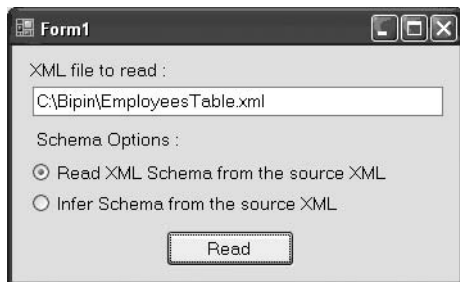 Form1
XML file to read :
C:\Bipin\EmployeesTable.xml
Schema Options :
Read XML Schema from the source XML
Infer Schema from the source XML
Read